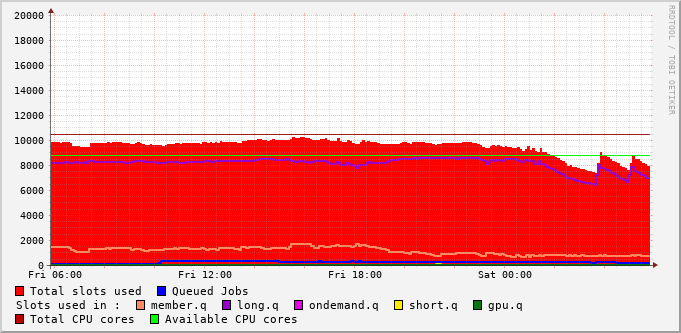 20000
18000
16000
14000
12000
10000
8000
6000
4000
2000
0
Fri 06:00 Fri 12:00 Fri 18:00 Sat 00:00
RRDTOOL / TOBI OETIKER
Total slots used Queued Jobs
Slots used in : member.q long.q ondemand.q short.q gpu.q
Total CPU cores Available CPU cores